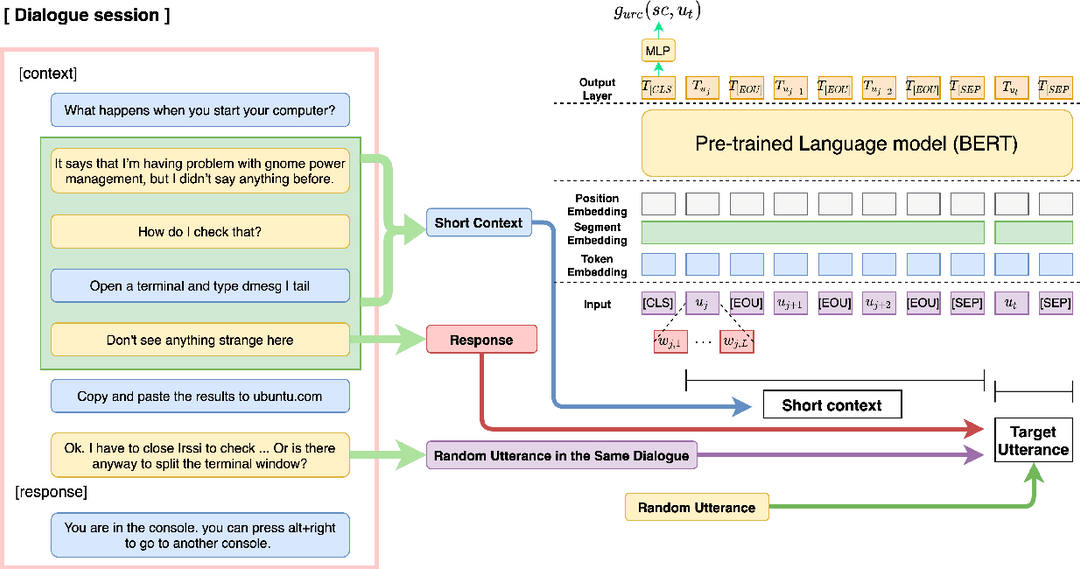 [ Dialogue session ]
[context]
What happens when you start your computer?
It says that I'm having problem with gnome power
management, but I didn't say anything before.
How do I check that?
Open a terminal and type dmesg I tail
Don't see anything strange here
Copy and paste the results to ubuntu.com
Ok. I have to close Irssi to check ... Or is there
anyway to split the terminal window?
[response]
You are in the console. you can press alt+right
to go to another console.
Short Context
Response
Random Utterance in the Same Dialogue
Random Utterance
g_{urc}(sc, u_t)
MLP
Output
Layer
T_{[CLS} T_{u_j} T_{[EOU]} T_{u_{j-1}} T_{[EOU]} T_{u_{j-2}} T_{[EOU]} T_{[SEP]} T_{u_t} T_{[SEP}
Pre-trained Language model (BERT)
Position
Embedding
Segment
Embedding
Token
Embedding
Input
[CLS] u_j [EOU] u_{j+1} [EOU] u_{j+2} [EOU] [SEP] u_t [SEP]
w_{j,1} ... w_{j,L}
Short context
Target
Utterance